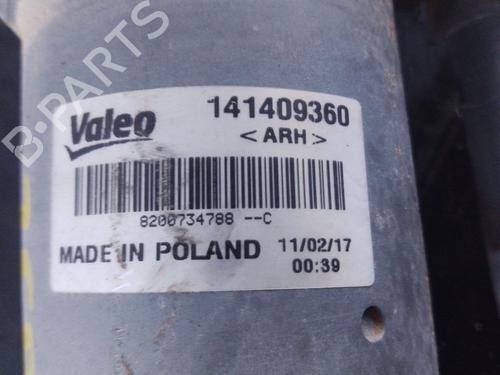 B-PARTS
Valeo
141409360
< ARH >
8200734788 --C
MADE IN POLAND
11/02/17
00:39